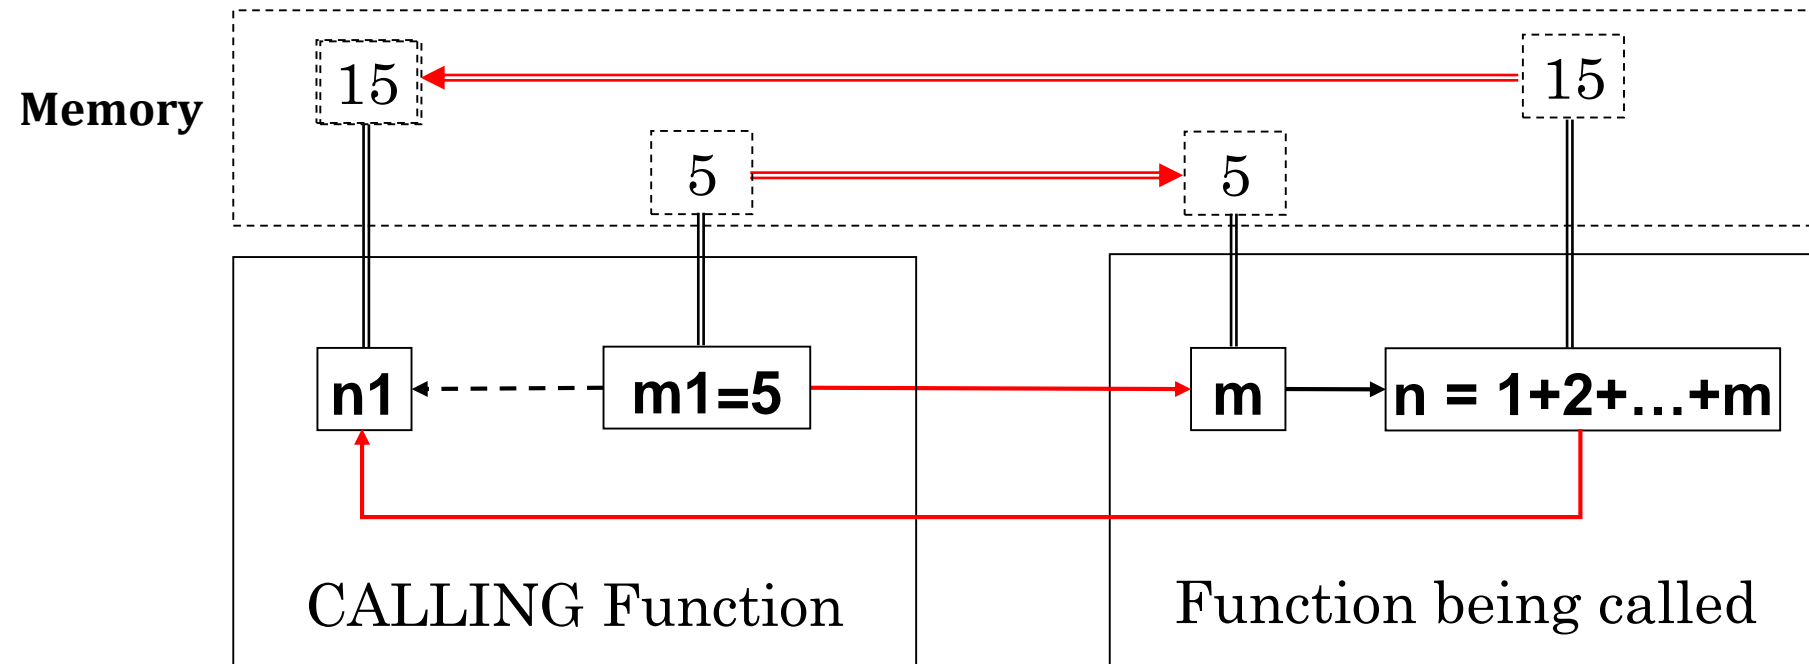 Memory
15
15
5
5
n1
m1=5
m
n = 1+2+…+m
CALLING Function
Function being called